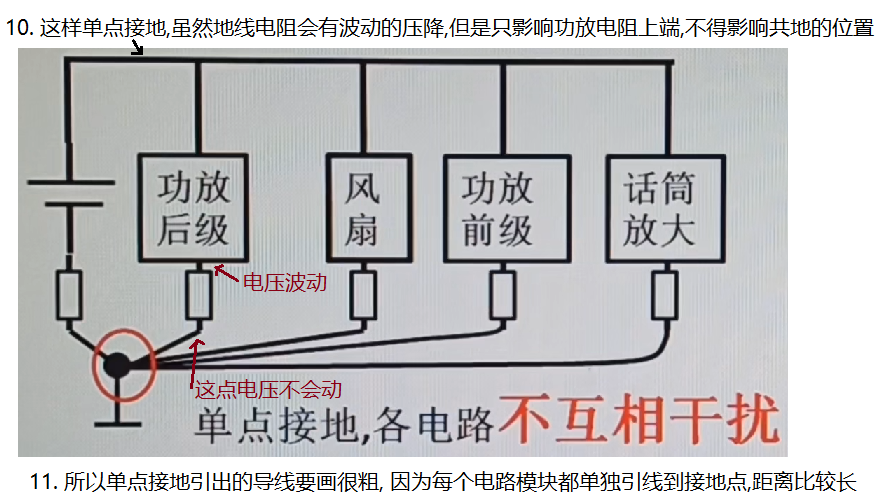 10. 这样单点接地,虽然地线电阻会有波动的压降,但是只影响功放电阻上端,不得影响共地的位置
功放
后级
风
扇
功放
前级
话筒
放大
电压波动
这点电压不会动
单点接地,各电路不互相干扰
11. 所以单点接地引出的导线要画很粗, 因为每个电路模块都单独引线到接地点,距离比较长